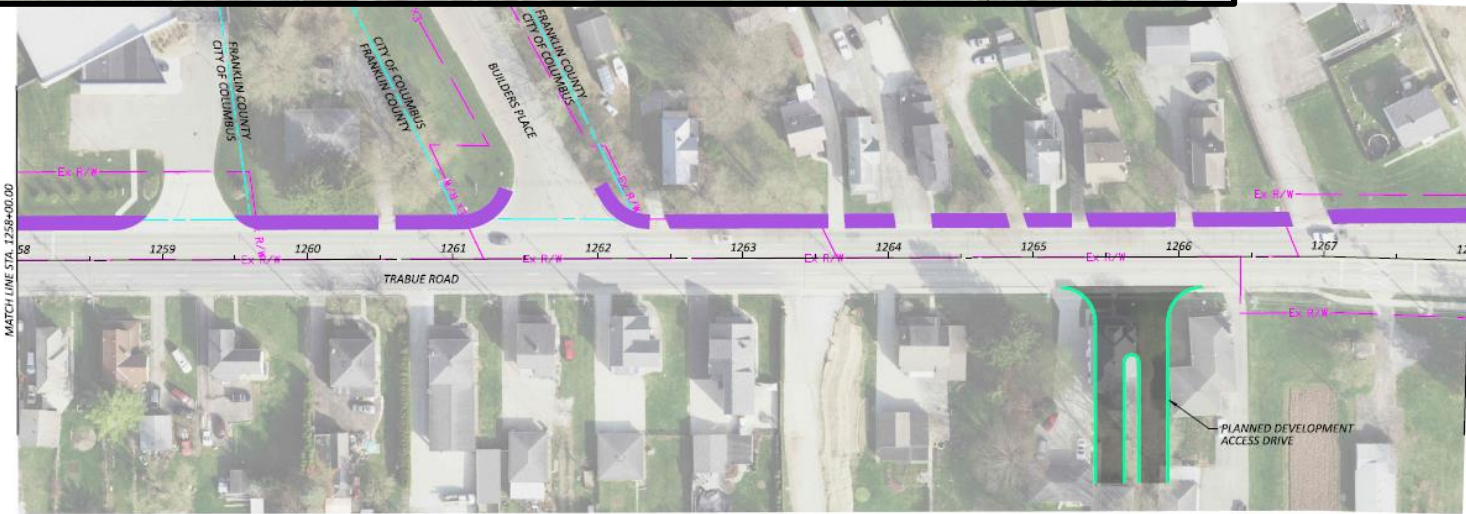 FRANKLIN COUNTY
CITY OF COLUMBUS
CITY OF COLUMBUS
FRANKLIN COUNTY
BUILDERS PLACE
FRANKLIN COUNTY
CITY OF COLUMBUS
Ex R/W
Ex R/W
Ex R/W
MATCH LINE STA. 1258+00.00
58
1259
1260
1261
1262
1263
1264
1265
1266
1267
R/W
Ex R/W
Ex R/W
Ex R/W
Ex R/W
TRABUE ROAD
Ex R/W
PLANNED DEVELOPMENT
ACCESS DRIVE